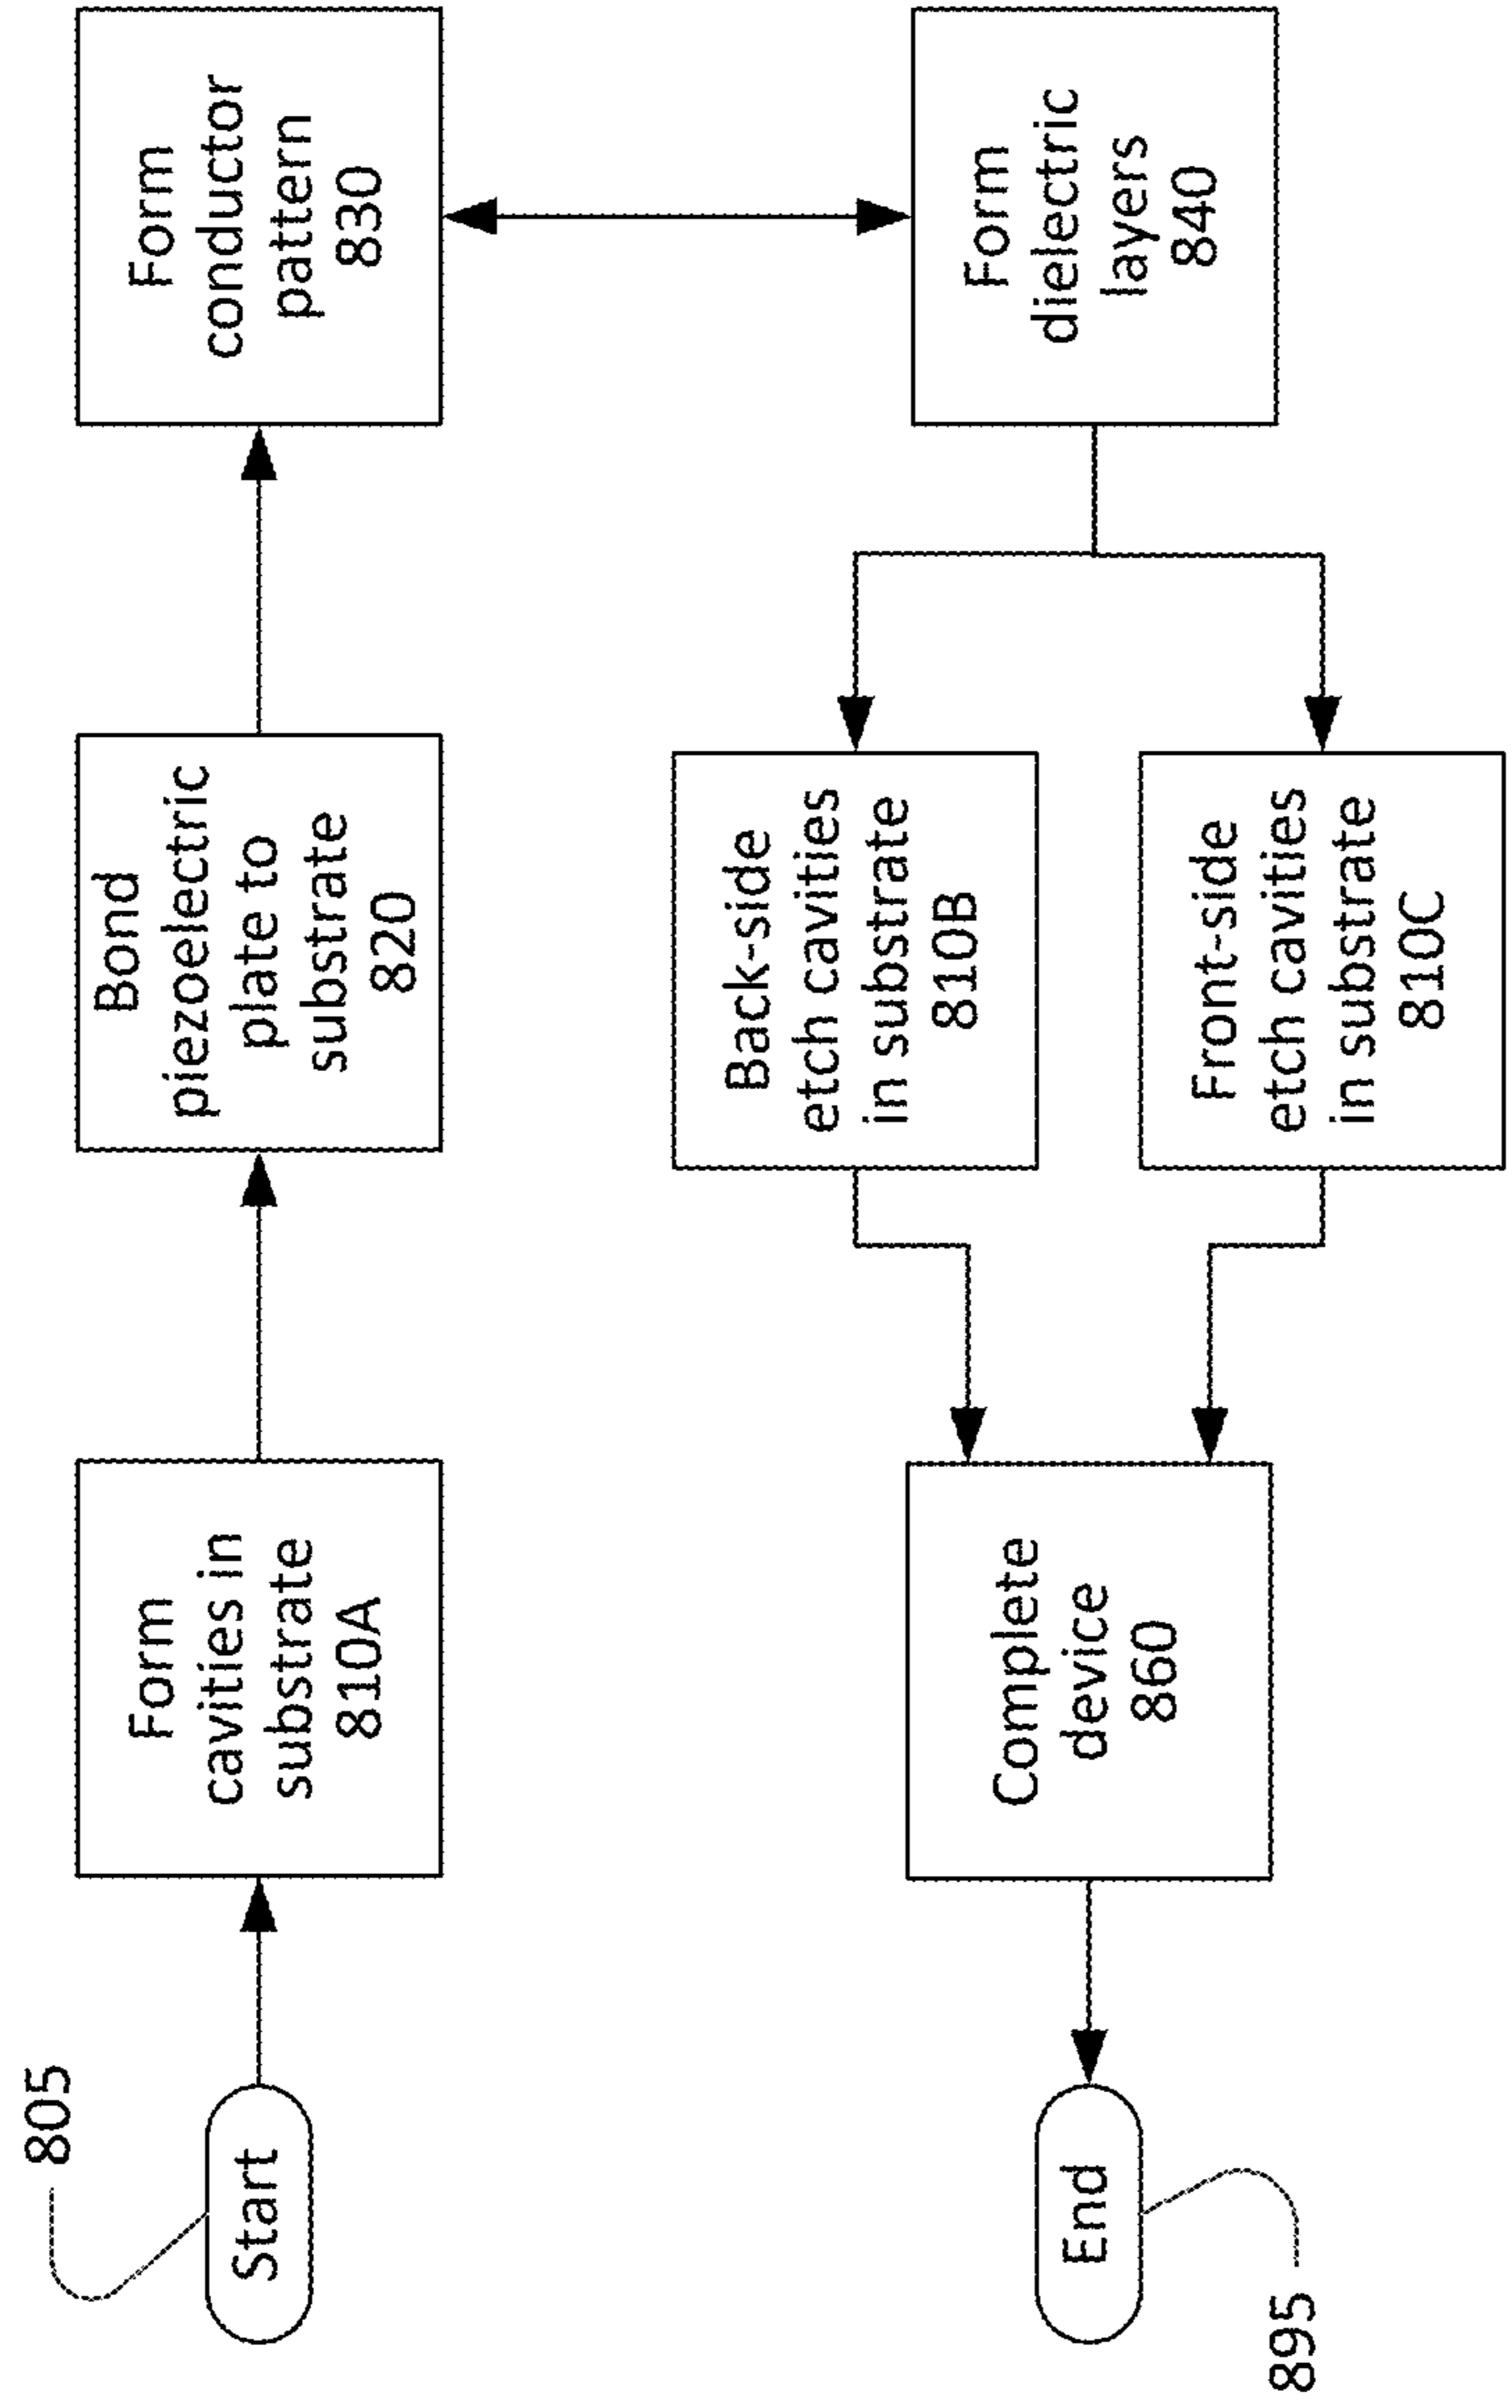 805
Start
Form
cavities in
substrate
810A
Bond
piezoelectric
plate to
substrate
820
Form
conductor
pattern
830
Form
dielectric
layers
840
Back-side
etch cavities
in substrate
810B
Front-side
etch cavities
in substrate
810C
Complete
device
860
End
895